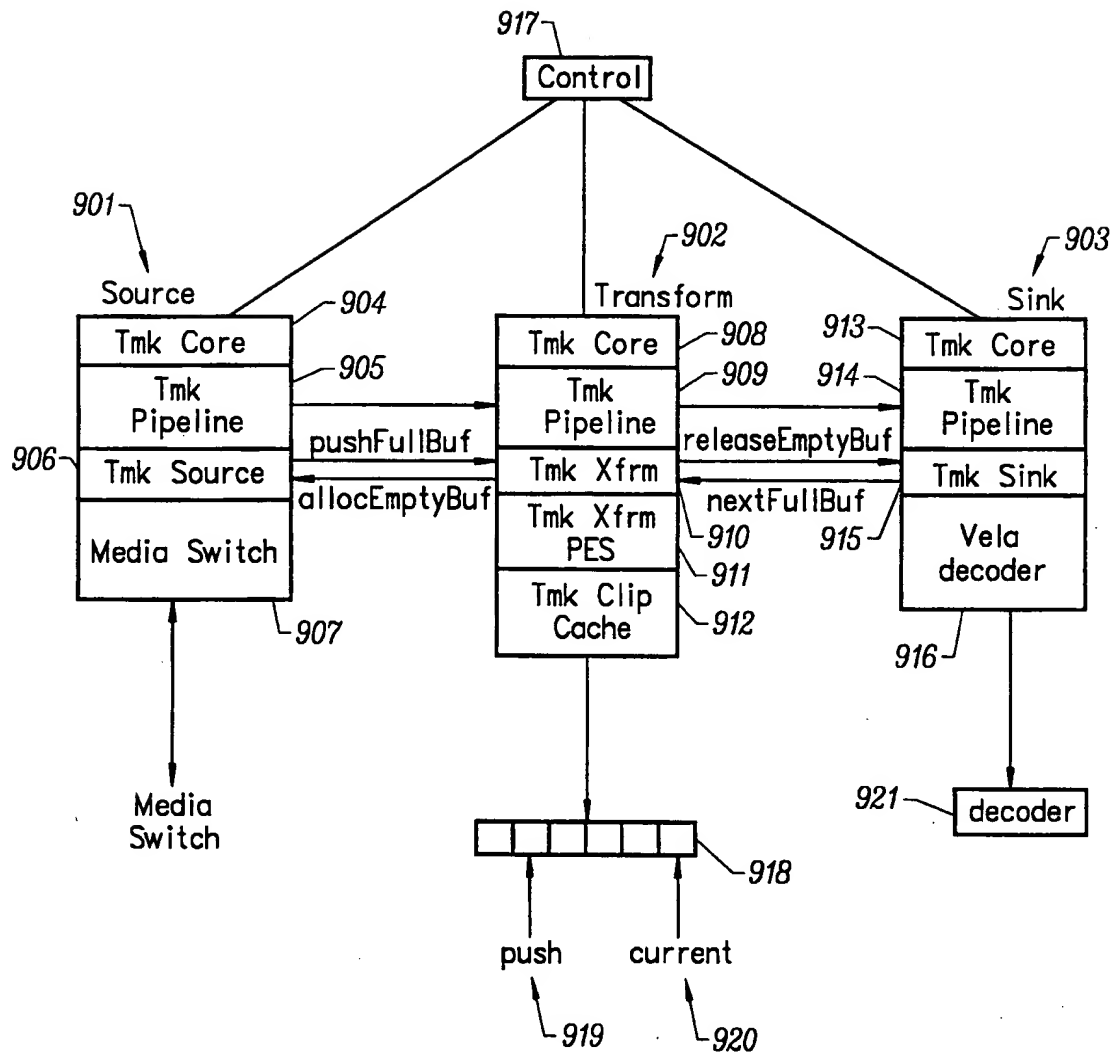 917
Control
901
902
903
Source
Transform
Sink
904
908
913
Tmk Core
Tmk Core
Tmk Core
905
909
914
Tmk
Pipeline
Tmk
Pipeline
Tmk
Pipeline
pushFullBuf
releaseEmptyBuf
906
Tmk Source
Tmk Xfrm
Tmk Sink
allocEmptyBuf
nextFullBuf
910
915
Media Switch
Tmk Xfrm
PES
Vela
decoder
911
907
Tmk Clip
Cache
912
916
Media
Switch
921
decoder
918
push
current
919
920